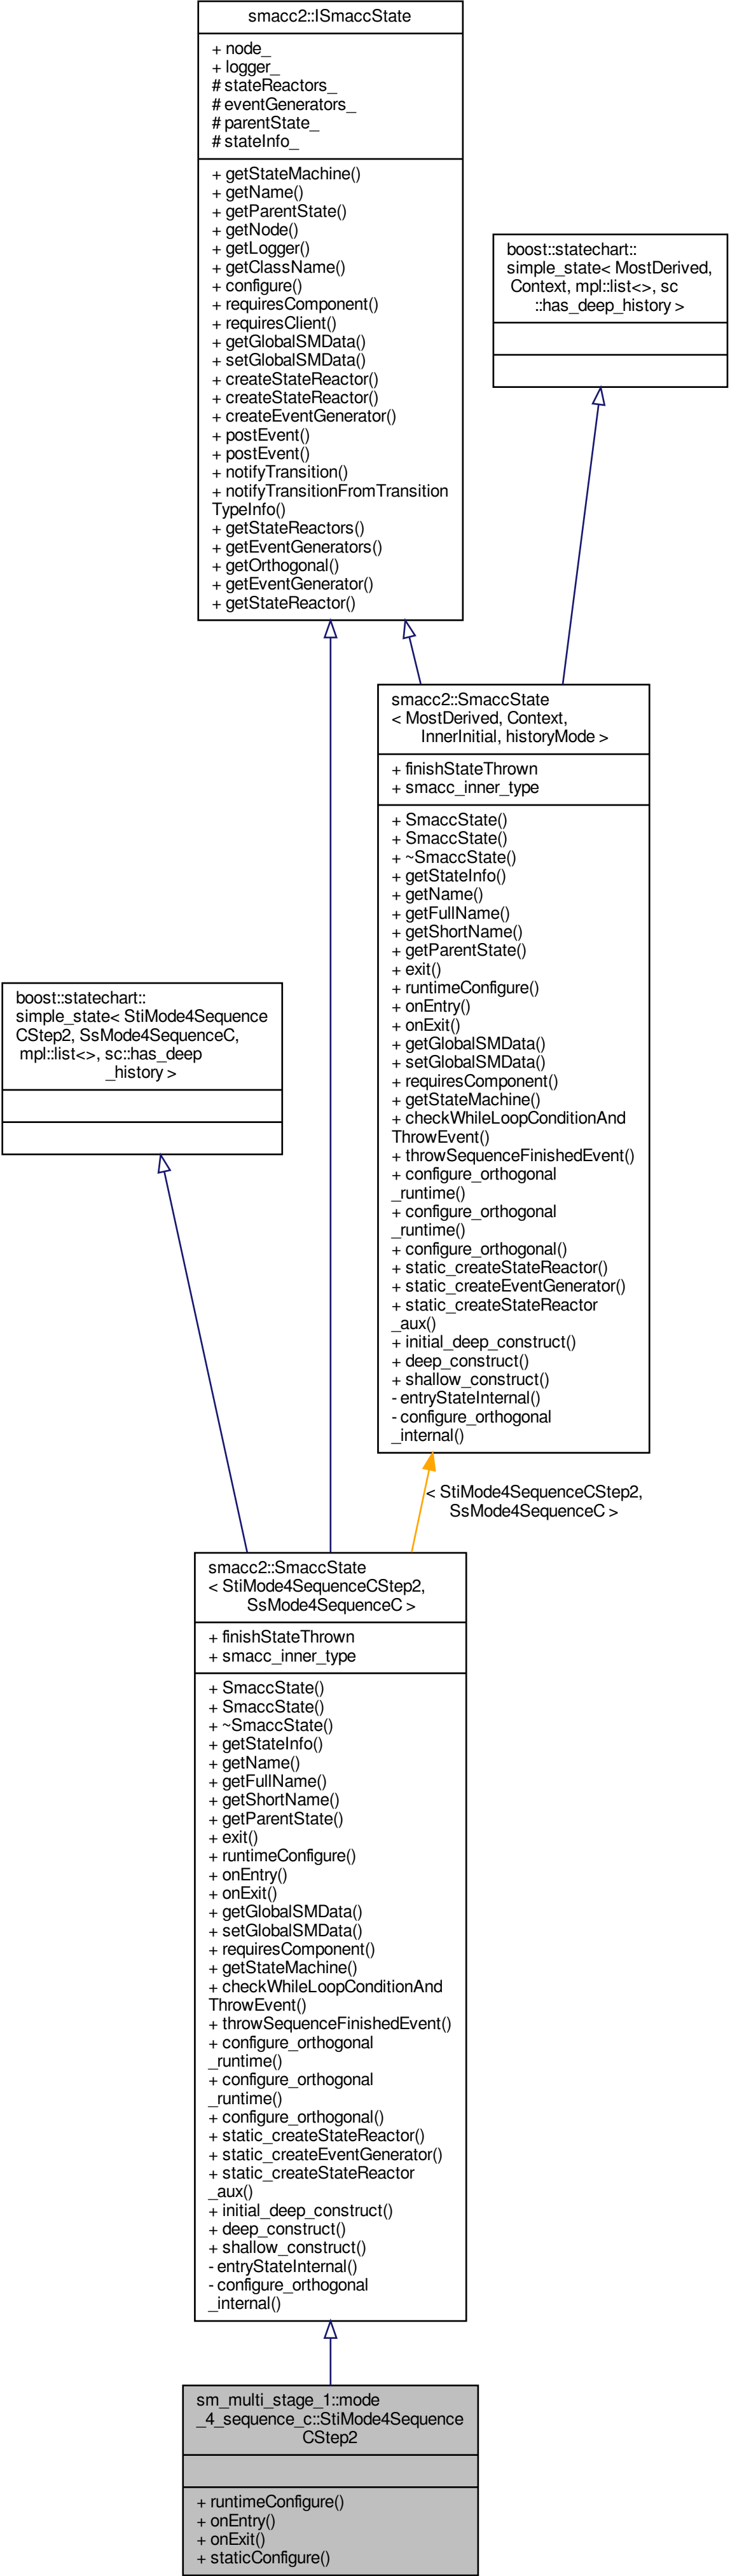 smacc2::ISmaccState
+ node_
+ logger_
# stateReactors_
# eventGenerators_
# parentState_
# stateInfo_
+ getStateMachine()
+ getName()
+ getParentState()
+ getNode()
+ getLogger()
+ getClassName()
+ configure()
+ requiresComponent()
+ requiresClient()
+ getGlobalSMData()
+ setGlobalSMData()
+ createStateReactor()
+ createStateReactor()
+ createEventGenerator()
+ postEvent()
+ postEvent()
+ notifyTransition()
+ notifyTransitionFromTransition
TypeInfo()
+ getStateReactors()
+ getEventGenerators()
+ getOrthogonal()
+ getEventGenerator()
+ getStateReactor()
boost::statechart::
simple_state< MostDerived,
Context, mpl::list<>, sc
::has_deep_history >
smacc2::SmaccState
< MostDerived, Context,
InnerInitial, historyMode >
+ finishStateThrown
+ smacc_inner_type
+ SmaccState()
+ SmaccState()
+ ~SmaccState()
+ getStateInfo()
+ getName()
+ getFullName()
+ getShortName()
+ getParentState()
+ exit()
+ runtimeConfigure()
+ onEntry()
+ onExit()
+ getGlobalSMData()
+ setGlobalSMData()
+ requiresComponent()
+ getStateMachine()
+ checkWhileLoopConditionAnd
ThrowEvent()
+ throwSequenceFinishedEvent()
+ configure_orthogonal
_runtime()
+ configure_orthogonal
_runtime()
+ configure_orthogonal()
+ static_createStateReactor()
+ static_createEventGenerator()
+ static_createStateReactor
_aux()
+ initial_deep_construct()
+ deep_construct()
+ shallow_construct()
- entryStateInternal()
- configure_orthogonal
_internal()
boost::statechart::
simple_state< StiMode4Sequence
CStep2, SsMode4SequenceC,
mpl::list<>, sc::has_deep
_history >
< StiMode4SequenceCStep2,
SsMode4SequenceC >
smacc2::SmaccState
< StiMode4SequenceCStep2,
SsMode4SequenceC >
+ finishStateThrown
+ smacc_inner_type
+ SmaccState()
+ SmaccState()
+ ~SmaccState()
+ getStateInfo()
+ getName()
+ getFullName()
+ getShortName()
+ getParentState()
+ exit()
+ runtimeConfigure()
+ onEntry()
+ onExit()
+ getGlobalSMData()
+ setGlobalSMData()
+ requiresComponent()
+ getStateMachine()
+ checkWhileLoopConditionAnd
ThrowEvent()
+ throwSequenceFinishedEvent()
+ configure_orthogonal
_runtime()
+ configure_orthogonal
_runtime()
+ configure_orthogonal()
+ static_createStateReactor()
+ static_createEventGenerator()
+ static_createStateReactor
_aux()
+ initial_deep_construct()
+ deep_construct()
+ shallow_construct()
- entryStateInternal()
- configure_orthogonal
_internal()
sm_multi_stage_1::mode
_4_sequence_c::StiMode4Sequence
CStep2
+ runtimeConfigure()
+ onEntry()
+ onExit()
+ staticConfigure()